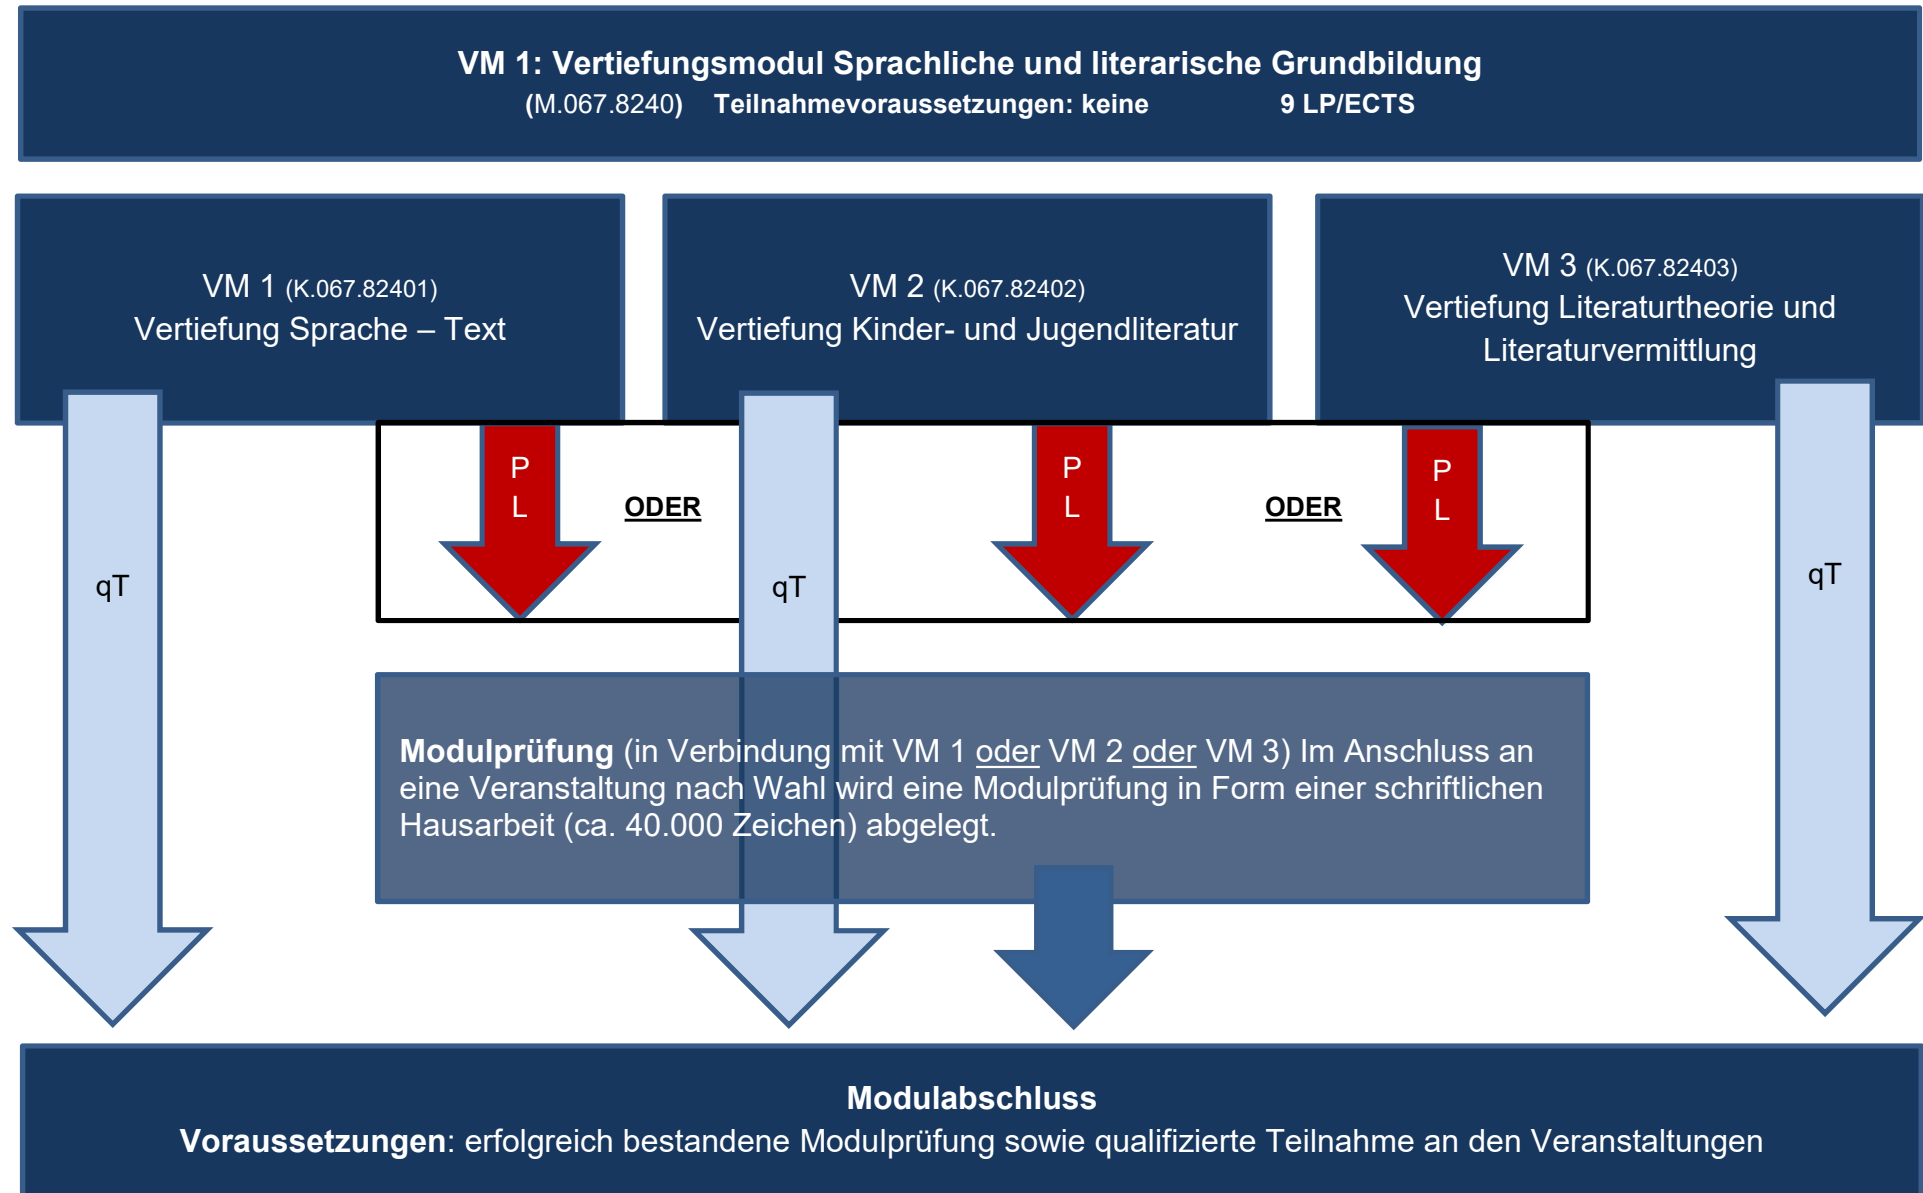 VM 1: Vertiefungsmodul Sprachliche und literarische Grundbildung
(M.067.8240) Teilnahmevoraussetzungen: keine 9 LP/ECTS
VM 1 (K.067.82401)
Vertiefung Sprache – Text
VM 2 (K.067.82402)
Vertiefung Kinder- und Jugendliteratur
VM 3 (K.067.82403)
Vertiefung Literaturtheorie und
Literaturvermittlung
P
L
ODER
P
L
ODER
P
L
qT
qT
qT
Modulprüfung (in Verbindung mit VM 1 oder VM 2 oder VM 3) Im Anschluss an
eine Veranstaltung nach Wahl wird eine Modulprüfung in Form einer schriftlichen
Hausarbeit (ca. 40.000 Zeichen) abgelegt.
Modulabschluss
Voraussetzungen: erfolgreich bestandene Modulprüfung sowie qualifizierte Teilnahme an den Veranstaltungen